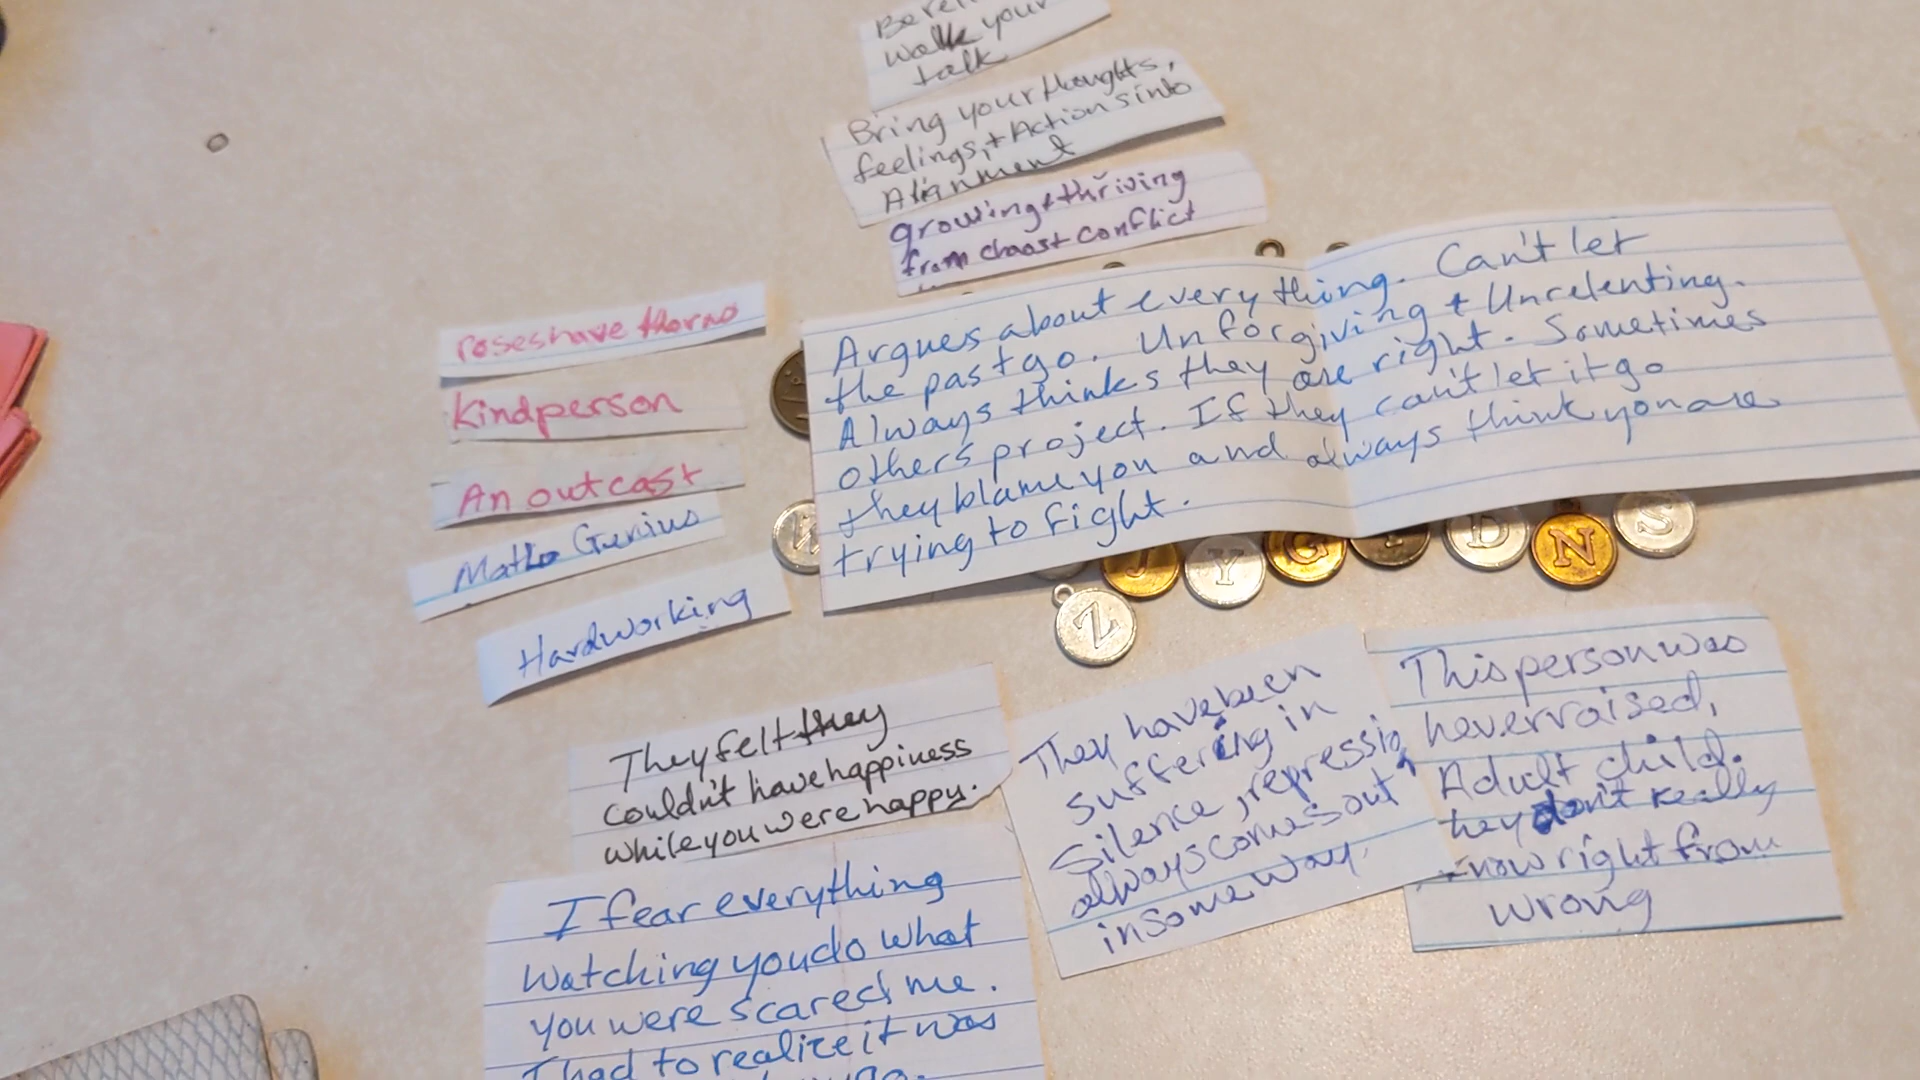 walk your
talk
Bring your thoughts,
feelings, + Actions into
Alignment
growing + thriving
from chaos + conflict
roses have thorns
Kind person
An outcast
Math Genius
Hardworking
Argues about everything. Can't let
the past go. Unforgiving + Unrelenting.
Always thinks they are right. Sometimes
others project. If they can't let it go
they blame you and always think you are
trying to fight.
J Y G D N S
Z
They felt they
couldn't have happiness
while you were happy.
They have been
suffering in
silence, repression
always comes out
in some way.
This person was
never raised,
Adult child.
they don't really
know right from
wrong
I fear everything
Watching you do what
you were scared me.
I had to realize it was